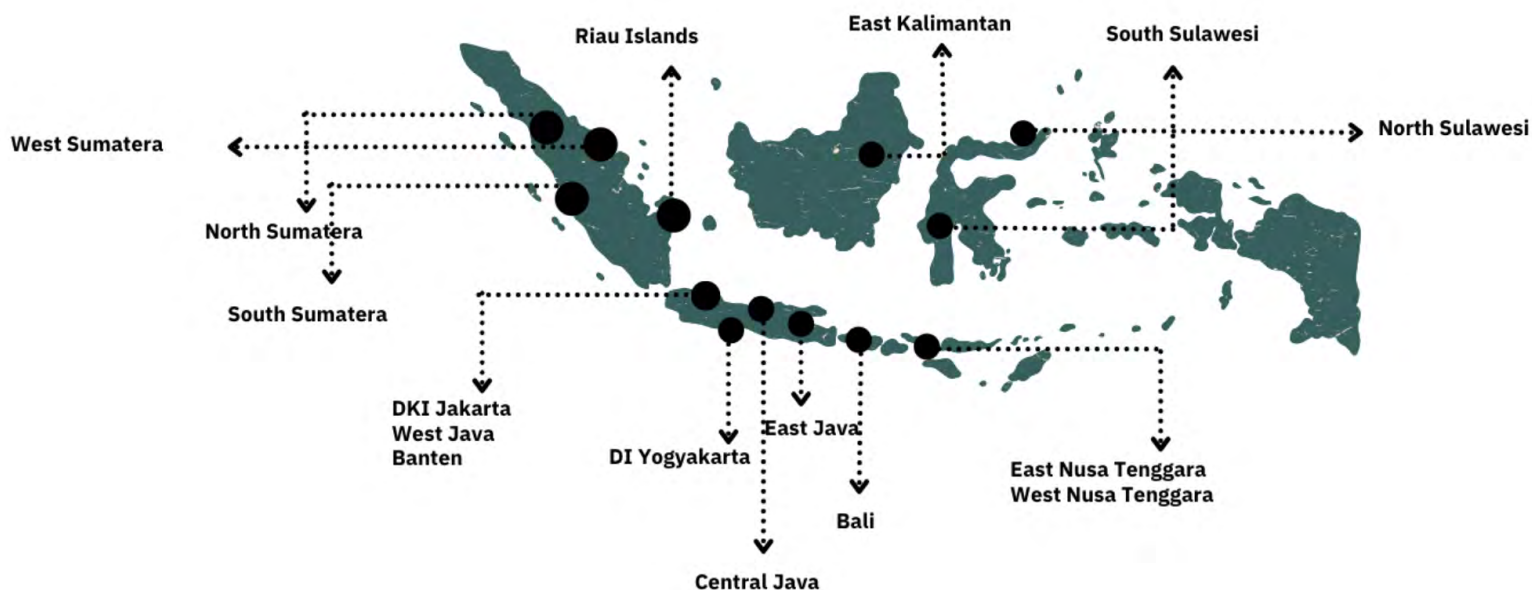 East Kalimantan
Riau Islands
South Sulawesi
North Sulawesi
West Sumatera
North Sumatera
South Sumatera
DKI Jakarta
West Java
Banten
East Java
DI Yogyakarta
East Nusa Tenggara
West Nusa Tenggara
Bali
Central Java